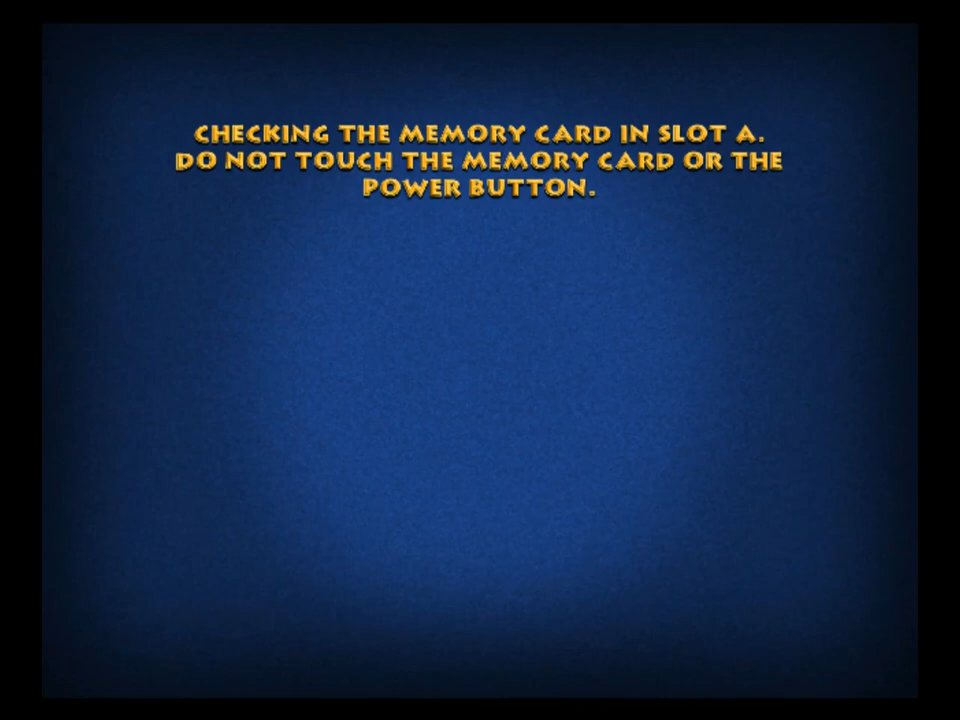 CHECKING THE MEMORY CARD IN SLOT A.
DO NOT TOUCH THE MEMORY CARD OR THE
POWER BUTTON.